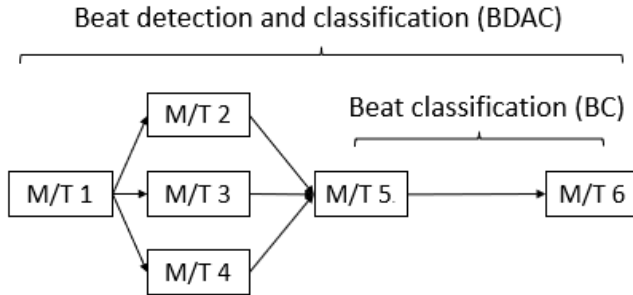 Beat detection and classification (BDAC)
Beat classification (BC)
M/T 2
M/T 1
M/T 3
M/T 5.
M/T 6
M/T 4